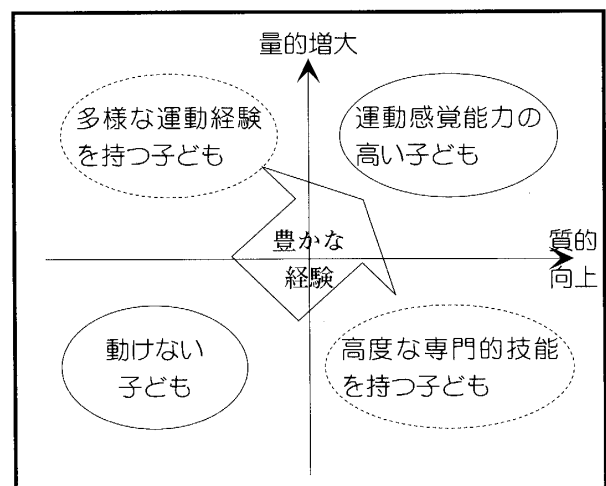 量的増大
多様な運動経験
を持つ子ども
運動感覚能力の
高い子ども
豊かな
経験
質的
向上
動けない
子ども
高度な専門的技能
を持つ子ども